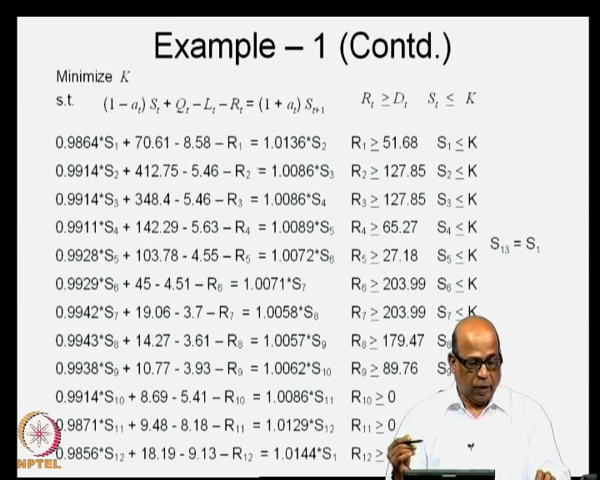 Example – 1 (Contd.)
Minimize K
s.t. (1 – aₜ) Sₜ + Qₜ – Lₜ – Rₜ = (1 + aₜ) Sₜ₊₁ Rₜ ≥ Dₜ Sₜ ≤ K
0.9864*S₁ + 70.61 - 8.58 – R₁ = 1.0136*S₂ R₁ ≥ 51.68 S₁ ≤ K
0.9914*S₂ + 412.75 - 5.46 – R₂ = 1.0086*S₃ R₂ ≥ 127.85 S₂ ≤ K
0.9914*S₃ + 348.4 - 5.46 – R₃ = 1.0086*S₄ R₃ ≥ 127.85 S₃ ≤ K
0.9911*S₄ + 142.29 - 5.63 – R₄ = 1.0089*S₅ R₄ ≥ 65.27 S₄ ≤ K
S₁₃ = S₁
0.9928*S₅ + 103.78 - 4.55 – R₅ = 1.0072*S₆ R₅ ≥ 27.18 S₅ ≤ K
0.9929*S₆ + 45 - 4.51 – R₆ = 1.0071*S₇ R₆ ≥ 203.99 S₆ ≤ K
0.9942*S₇ + 19.06 - 3.7 – R₇ = 1.0058*S₈ R₇ ≥ 203.99 S₇ ≤ K
0.9943*S₈ + 14.27 - 3.61 – R₈ = 1.0057*S₉ R₈ ≥ 179.47
0.9938*S₉ + 10.77 - 3.93 – R₉ = 1.0062*S₁₀ R₉ ≥ 89.76
0.9914*S₁₀ + 8.69 - 5.41 – R₁₀ = 1.0086*S₁₁ R₁₀ ≥ 0
0.9871*S₁₁ + 9.48 - 8.18 – R₁₁ = 1.0129*S₁₂ R₁₁ ≥ 0
0.9856*S₁₂ + 18.19 - 9.13 – R₁₂ = 1.0144*S₁ R₁₂ ≥
NPTEL